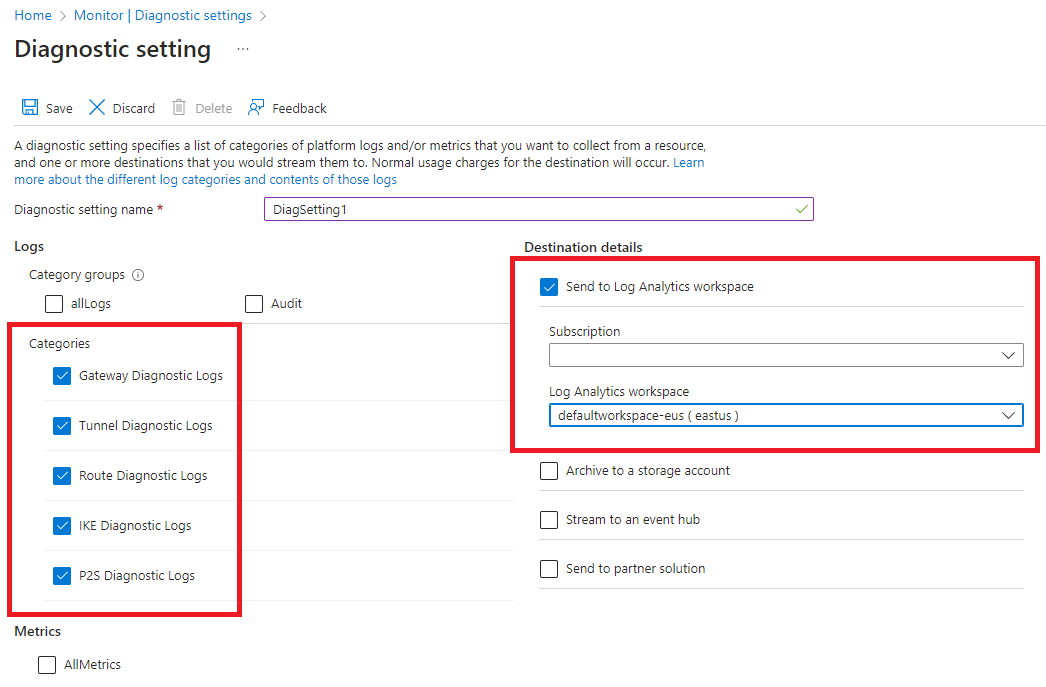 Home > Monitor | Diagnostic settings >
Diagnostic setting ...
Save Discard Delete Feedback
A diagnostic setting specifies a list of categories of platform logs and/or metrics that you want to collect from a resource,
and one or more destinations that you would stream them to. Normal usage charges for the destination will occur. Learn
more about the different log categories and contents of those logs
Diagnostic setting name *
DiagSetting1
Logs
Category groups
allLogs
Audit
Categories
Gateway Diagnostic Logs
Tunnel Diagnostic Logs
Route Diagnostic Logs
IKE Diagnostic Logs
P2S Diagnostic Logs
Metrics
AllMetrics
Destination details
Send to Log Analytics workspace
Subscription
Log Analytics workspace
defaultworkspace-eus ( eastus )
Archive to a storage account
Stream to an event hub
Send to partner solution